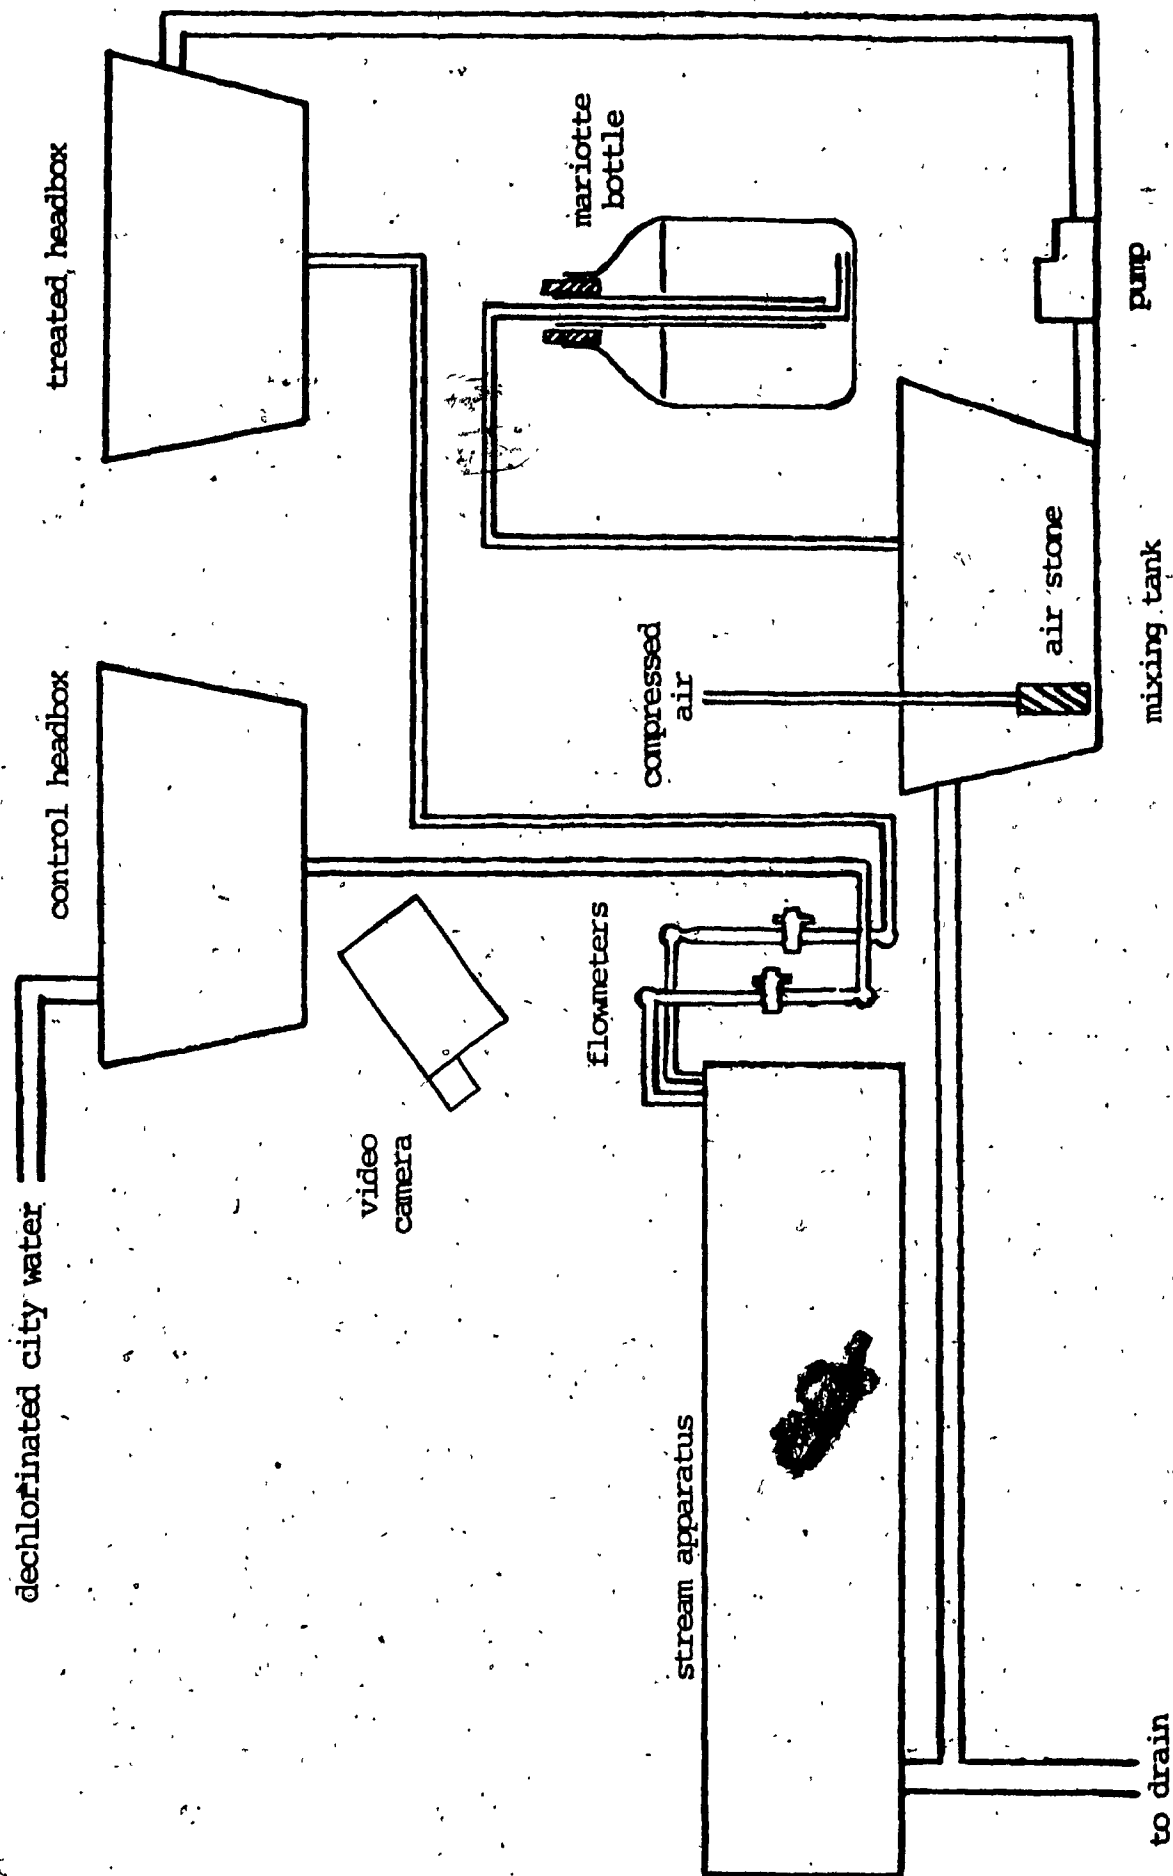 dechlorinated city water
control headbox
treated headbox
video
camera
flowmeters
compressed
air
mariotte
bottle
stream apparatus
air stone
pump
mixing tank
to drain